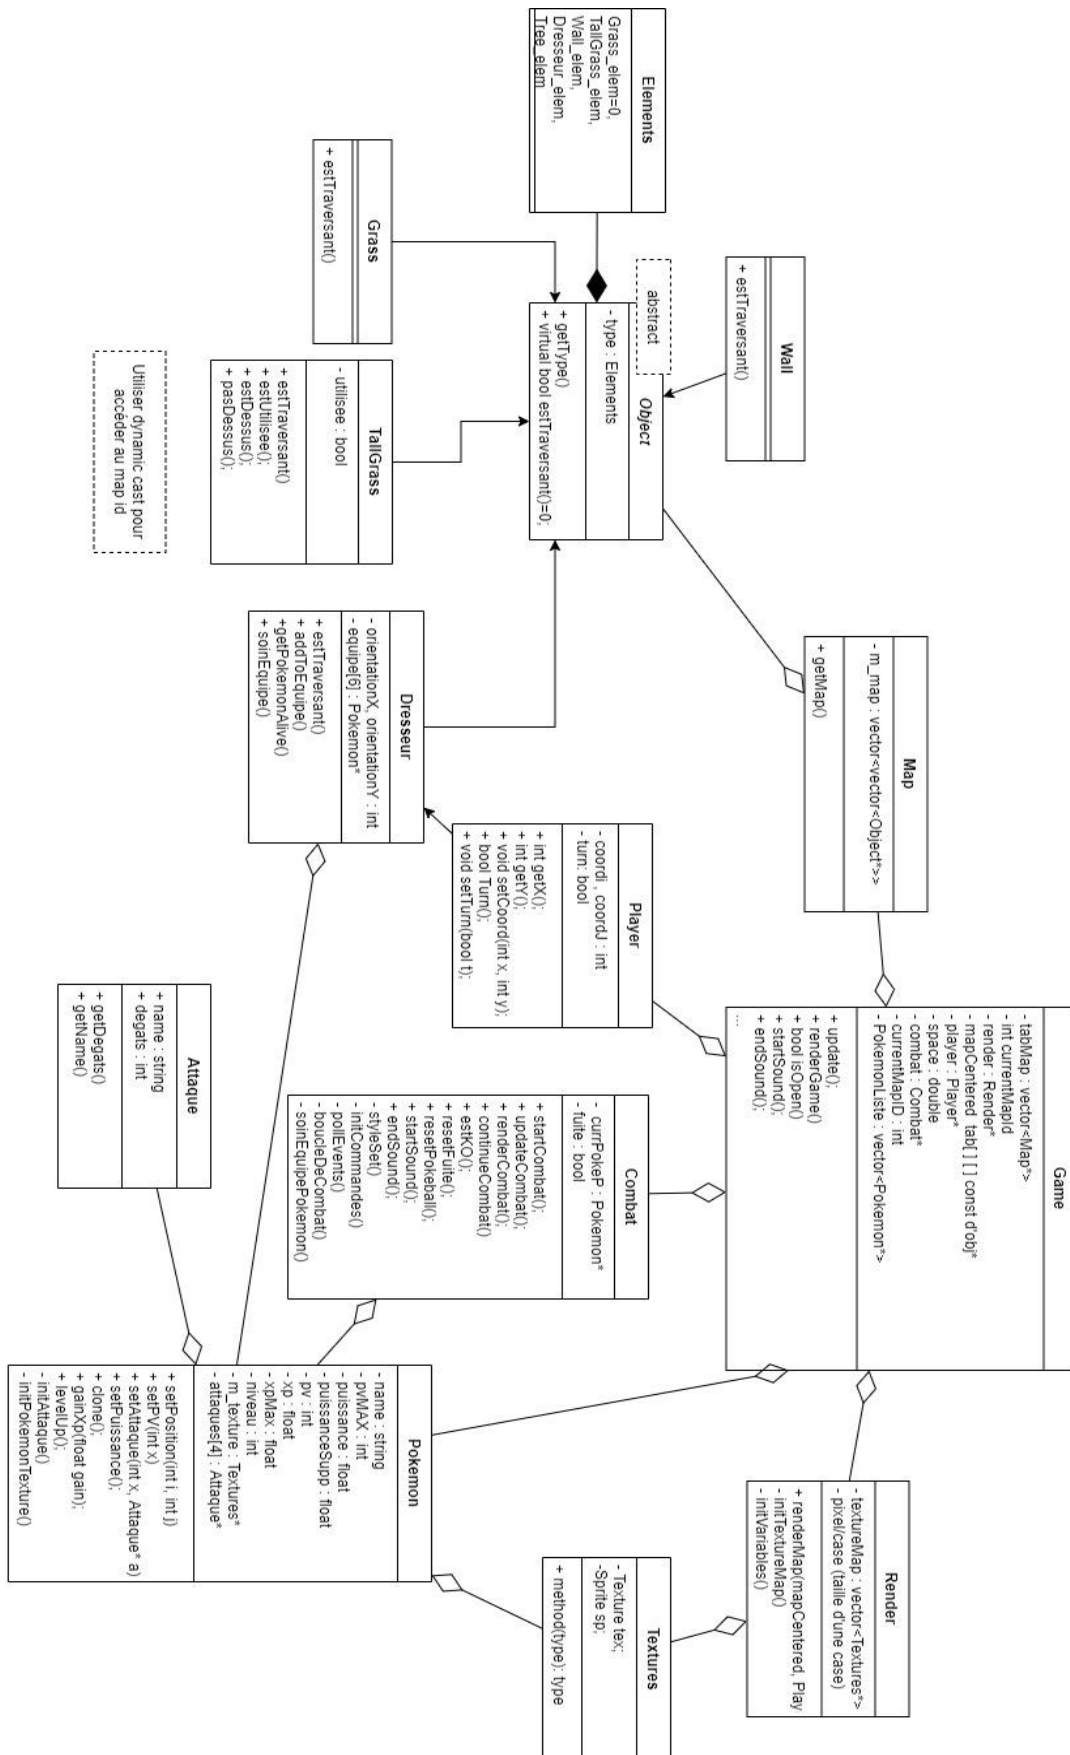 Elements
Grass_elem=0,
TallGrass_elem,
Wall_elem,
Dresseur_elem,
Tree_elem
Wall
+ estTraversant()
abstract
Object
- type : Elements
+ getType()
+ virtual bool estTraversant()=0;
Grass
+ estTraversant()
TallGrass
- utilisee : bool
+ estTraversant()
+ estUtilisee();
+ estDessus();
+ pasDessus();
Utiliser dynamic cast pour
accéder au map id
Map
- m_map : vector<vector<Object*>>
+ getMap()
Dresseur
- orientationX, orientationY : int
- equipe[6] : Pokemon*
+ estTraversant()
+ addToEquipe()
+getPokemonAlive()
+ soinEquipe()
Player
- coordi , coordJ : int
- turn: bool
+ int getX();
+ int getY();
+ void setCoord(int x, int y);
+ bool Turn();
+ void setTurn(bool t);
Game
- tabMap : vector<Map*>
- int currentMapId
- render : Render*
- mapCentered tab[ ] [ ] const d'obj*
- player : Player*
- space : double
- combat : Combat*
- currentMapID : int
- PokemonListe : vector<Pokemon*>
+ update();
+ renderGame()
+ bool isOpen()
+ startSound();
+ endSound();
...
Combat
- currPokeP : Pokemon*
- fuite : bool
+ startCombat();
+ updateCombat();
+ renderCombat();
+ continueCombat()
+ estKO();
+ resetFuite();
+ resetPokeball();
+ startSound();
+ endSound();
- styleSet()
- initCommandes()
- pollEvents()
- boucleDeCombat()
- soinEquipePokemon()
Attaque
+ name : string
+ degats : int
+ getDegats()
+ getName()
Pokemon
- name : string
- pvMAX : int
- puissance : float
- puissanceSupp : float
- pv : int
- xp : float
- xpMax : float
- niveau : int
- m_texture : Textures*
- attaques[4] : Attaque*
+ setPosition(int i, int j)
+ setPV(int x)
+ setAttaque(int x, Attaque* a)
+ setPuissance();
+ clone();
+ gainXp(float gain);
+ levelUp();
- initAttaque()
- initPokemonTexture()
Render
- textureMap : vector<Textures*>
- pixel/case (taille d'une case)
+ renderMap(mapCentered, Play
- initTextureMap()
- initVariables()
Textures
- Texture tex;
-Sprite sp;
+ method(type): type